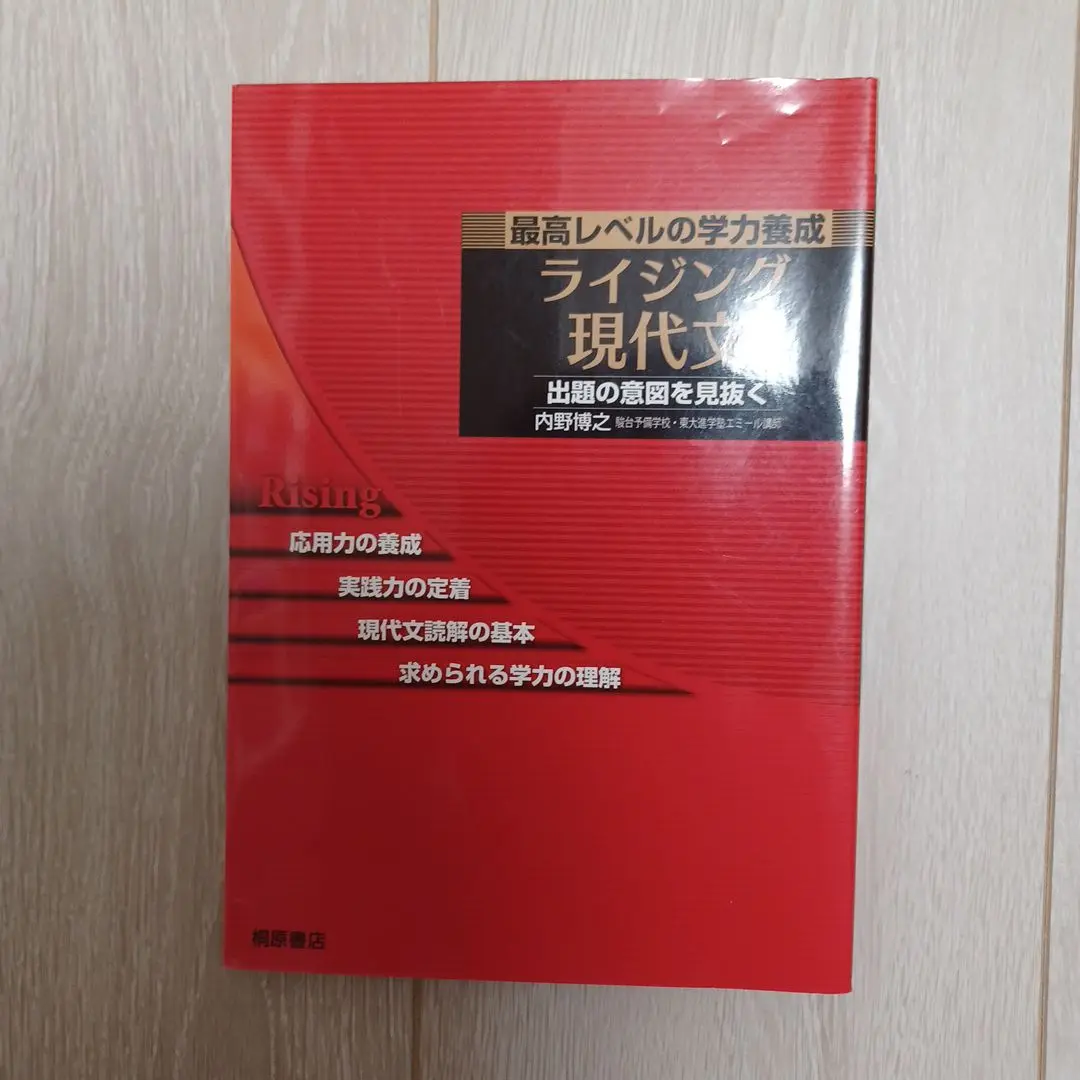 最高レベルの学力養成
ライジング
現代文
出題の意図を見抜く
内野博之 駿台予備学校・東大進学塾エミール講師
Rising
応用力の養成
実践力の定着
現代文読解の基本
求められる学力の理解
桐原書店